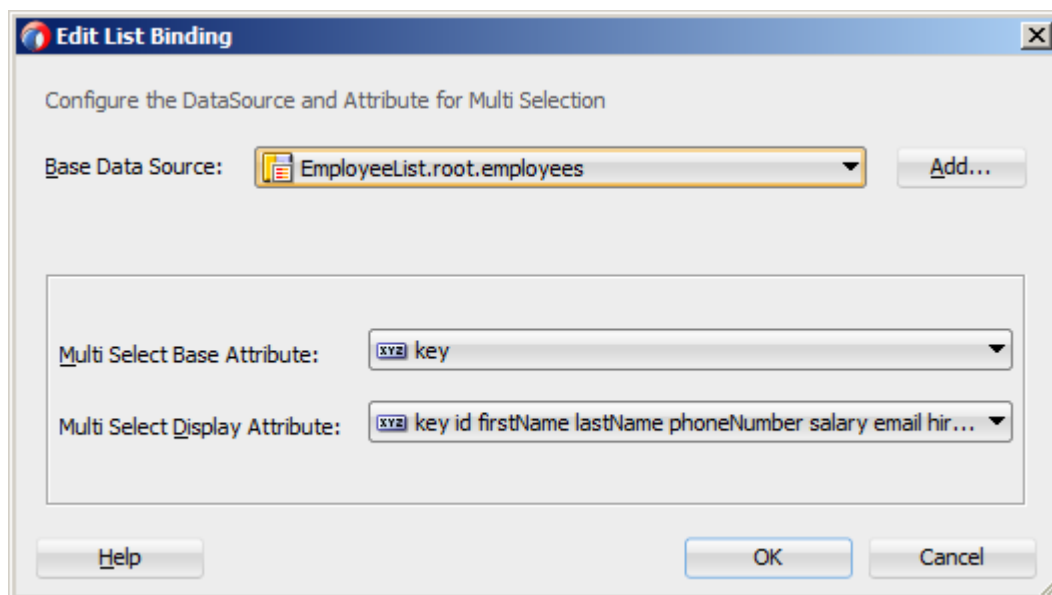 Edit List Binding
Configure the DataSource and Attribute for Multi Selection
Base Data Source: EmployeeList.root.employees Add...
Multi Select Base Attribute: XYZ key
Multi Select Display Attribute: XYZ key id firstName lastName phoneNumber salary email hir...
Help OK Cancel